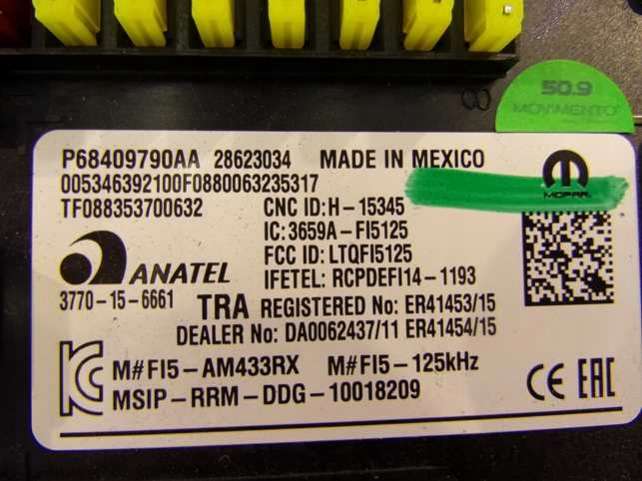 50.9
MOVIMENTO
P68409790AA 28623034 MADE IN MEXICO
005346392100F0880063235317
MOPAR
TF088353700632 CNC ID: H-15345
IC: 3659A-FI5125
FCC ID: LTQFI5125
ANATEL IFETEL: RCPDEFI14-1193
3770-15-6661 TRA REGISTERED No: ER41453/15
DEALER No: DA0062437/11 ER41454/15
M#FI5-AM433RX M#FI5-125kHz
MSIP-RRM-DDG-10018209
CE EAC